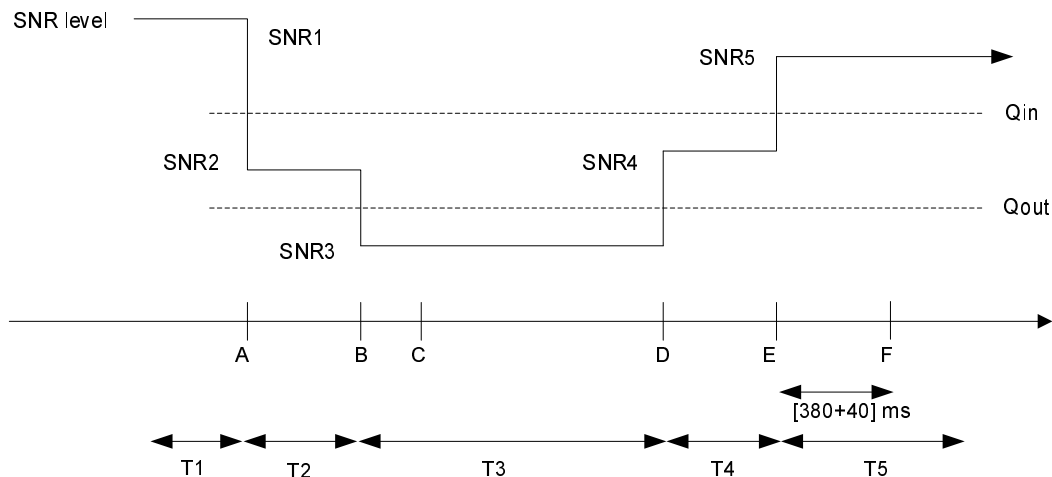 SNR level
SNR1
SNR5
Qin
SNR2
SNR4
Qout
SNR3
A
B
C
D
E
F
[380+40] ms
T1
T2
T3
T4
T5